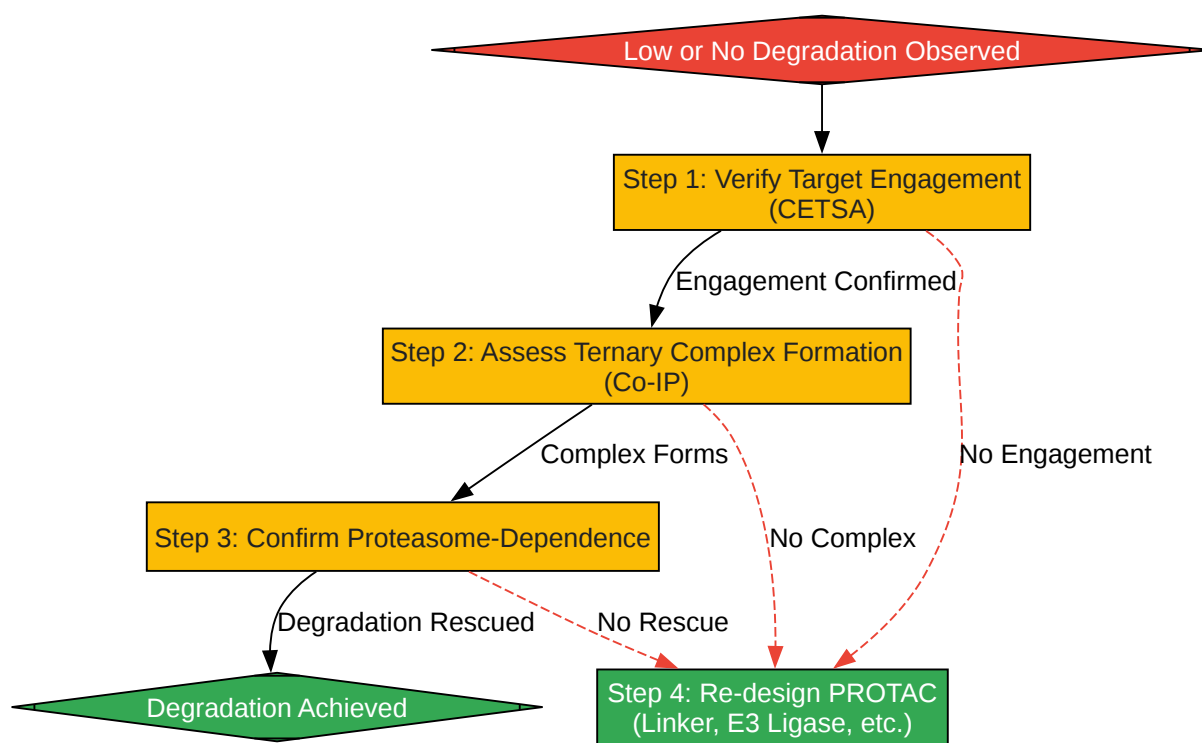 Low or No Degradation Observed
Step 1: Verify Target Engagement
(CETSA)
Engagement Confirmed
Step 2: Assess Ternary Complex Formation
(Co-IP)
Complex Forms
No Engagement
Step 3: Confirm Proteasome-Dependence
No Complex
Degradation Rescued
No Rescue
Degradation Achieved
Step 4: Re-design PROTAC
(Linker, E3 Ligase, etc.)